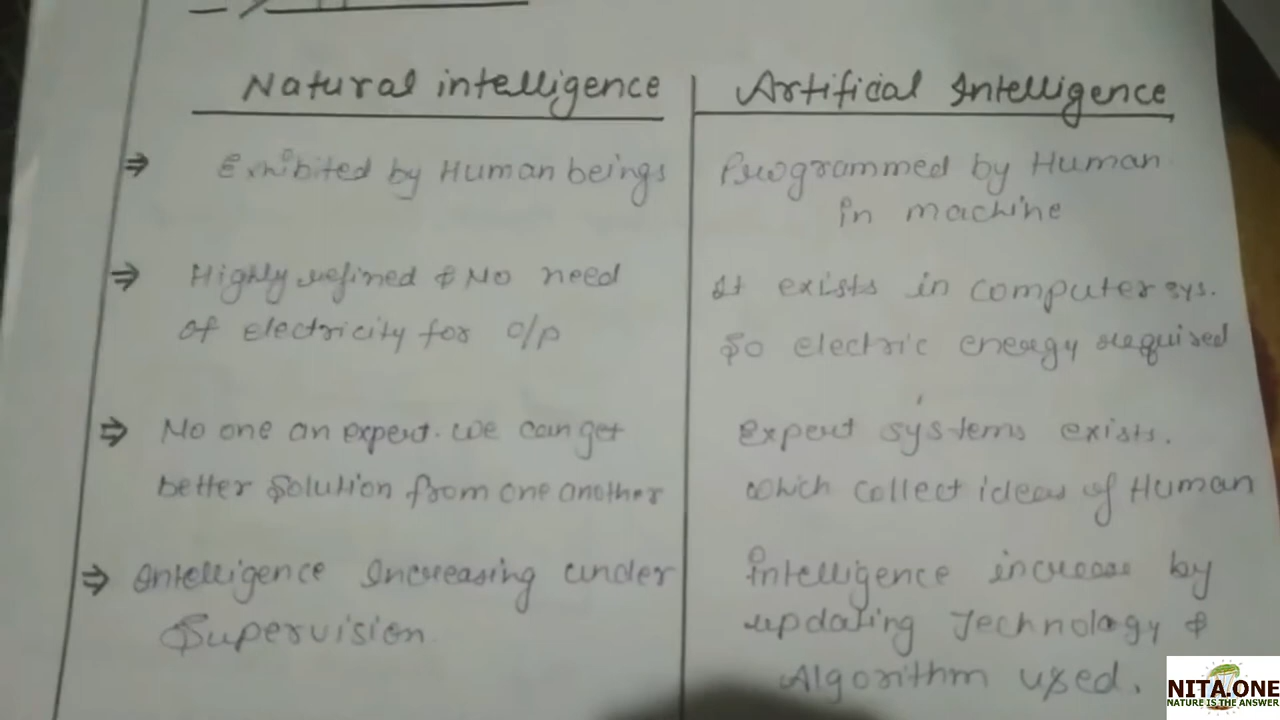 Natural intelligence
Artificial Intelligence
⇒ Exhibited by Human beings
Programmed by Human
in machine
⇒ Highly refined & No need
of electricity for o/p
It exists in computer sys.
So electric energy required
⇒ No one an expert. we can get
better solution from one another
Expert systems exists.
which collect ideas of Human
⇒ Intelligence Increasing under
Supervision
intelligence increase by
updating Technology &
Algorithm used.
NITA.ONE
NATURE IS THE ANSWER